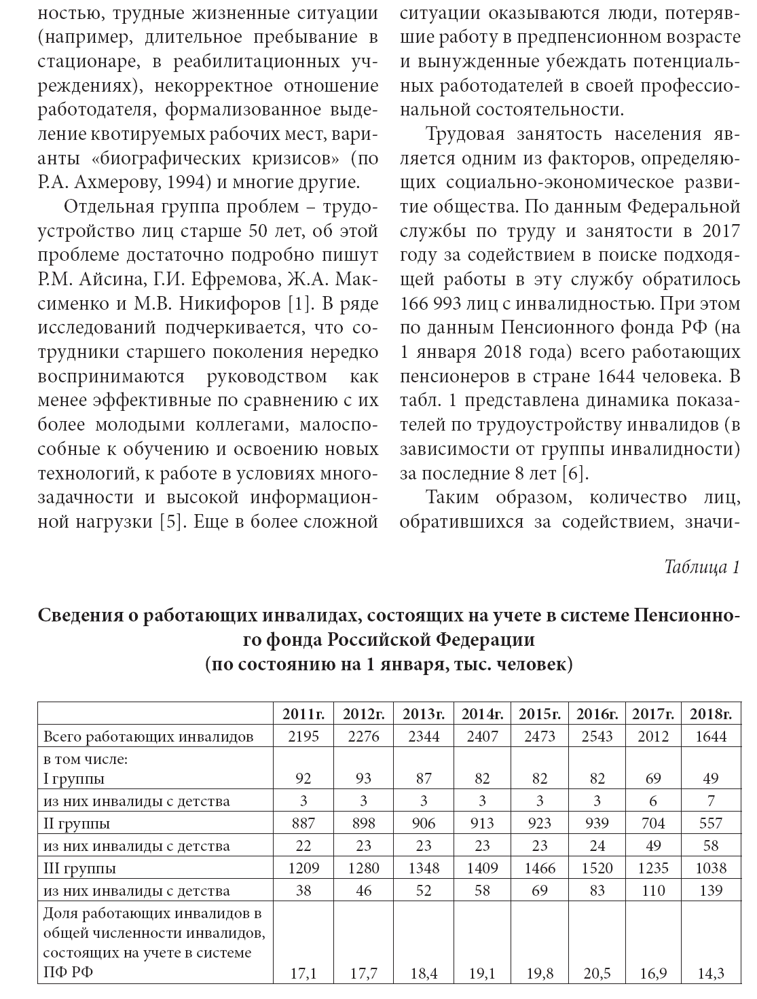 ностью, трудные жизненные ситуации
(например, длительное пребывание в
стационаре, в реабилитационных уч-
реждениях), некорректное отношение
работодателя, формализованное выде-
ление квотируемых рабочих мест, вари-
анты «биографических кризисов» (по
Р.А. Ахмерову, 1994) и многие другие.
Отдельная группа проблем – трудо-
устройство лиц старше 50 лет, об этой
проблеме достаточно подробно пишут
Р.М. Айсина, Г.И. Ефремова, Ж.А. Мак-
сименко и М.В. Никифоров [1]. В ряде
исследований подчеркивается, что со-
трудники старшего поколения нередко
воспринимаются руководством как
менее эффективные по сравнению с их
более молодыми коллегами, малоспо-
собные к обучению и освоению новых
технологий, к работе в условиях много-
задачности и высокой информацион-
ной нагрузки [5]. Еще в более сложной
ситуации оказываются люди, потеряв-
шие работу в предпенсионном возрасте
и вынужденные убеждать потенциаль-
ных работодателей в своей профессио-
нальной состоятельности.
Трудовая занятость населения яв-
ляется одним из факторов, определяю-
щих социально-экономическое разви-
тие общества. По данным Федеральной
службы по труду и занятости в 2017
году за содействием в поиске подходя-
щей работы в эту службу обратилось
166 993 лиц с инвалидностью. При этом
по данным Пенсионного фонда РФ (на
1 января 2018 года) всего работающих
пенсионеров в стране 1644 человека. В
табл. 1 представлена динамика показа-
телей по трудоустройству инвалидов (в
зависимости от группы инвалидности)
за последние 8 лет [6].
Таким образом, количество лиц,
обратившихся за содействием, значи-
Таблица 1
Сведения о работающих инвалидах, состоящих на учете в системе Пенсионно-
го фонда Российской Федерации
(по состоянию на 1 января, тыс. человек)
2011г. 2012г. 2013г. 2014г. 2015г. 2016г. 2017г. 2018г.
Всего работающих инвалидов 2195 2276 2344 2407 2473 2543 2012 1644
в том числе:
I группы 92 93 87 82 82 82 69 49
из них инвалиды с детства 3 3 3 3 3 3 6 7
II группы 887 898 906 913 923 939 704 557
из них инвалиды с детства 22 23 23 23 23 24 49 58
III группы 1209 1280 1348 1409 1466 1520 1235 1038
из них инвалиды с детства 38 46 52 58 69 83 110 139
Доля работающих инвалидов в
общей численности инвалидов,
состоящих на учете в системе
ПФ РФ 17,1 17,7 18,4 19,1 19,8 20,5 16,9 14,3